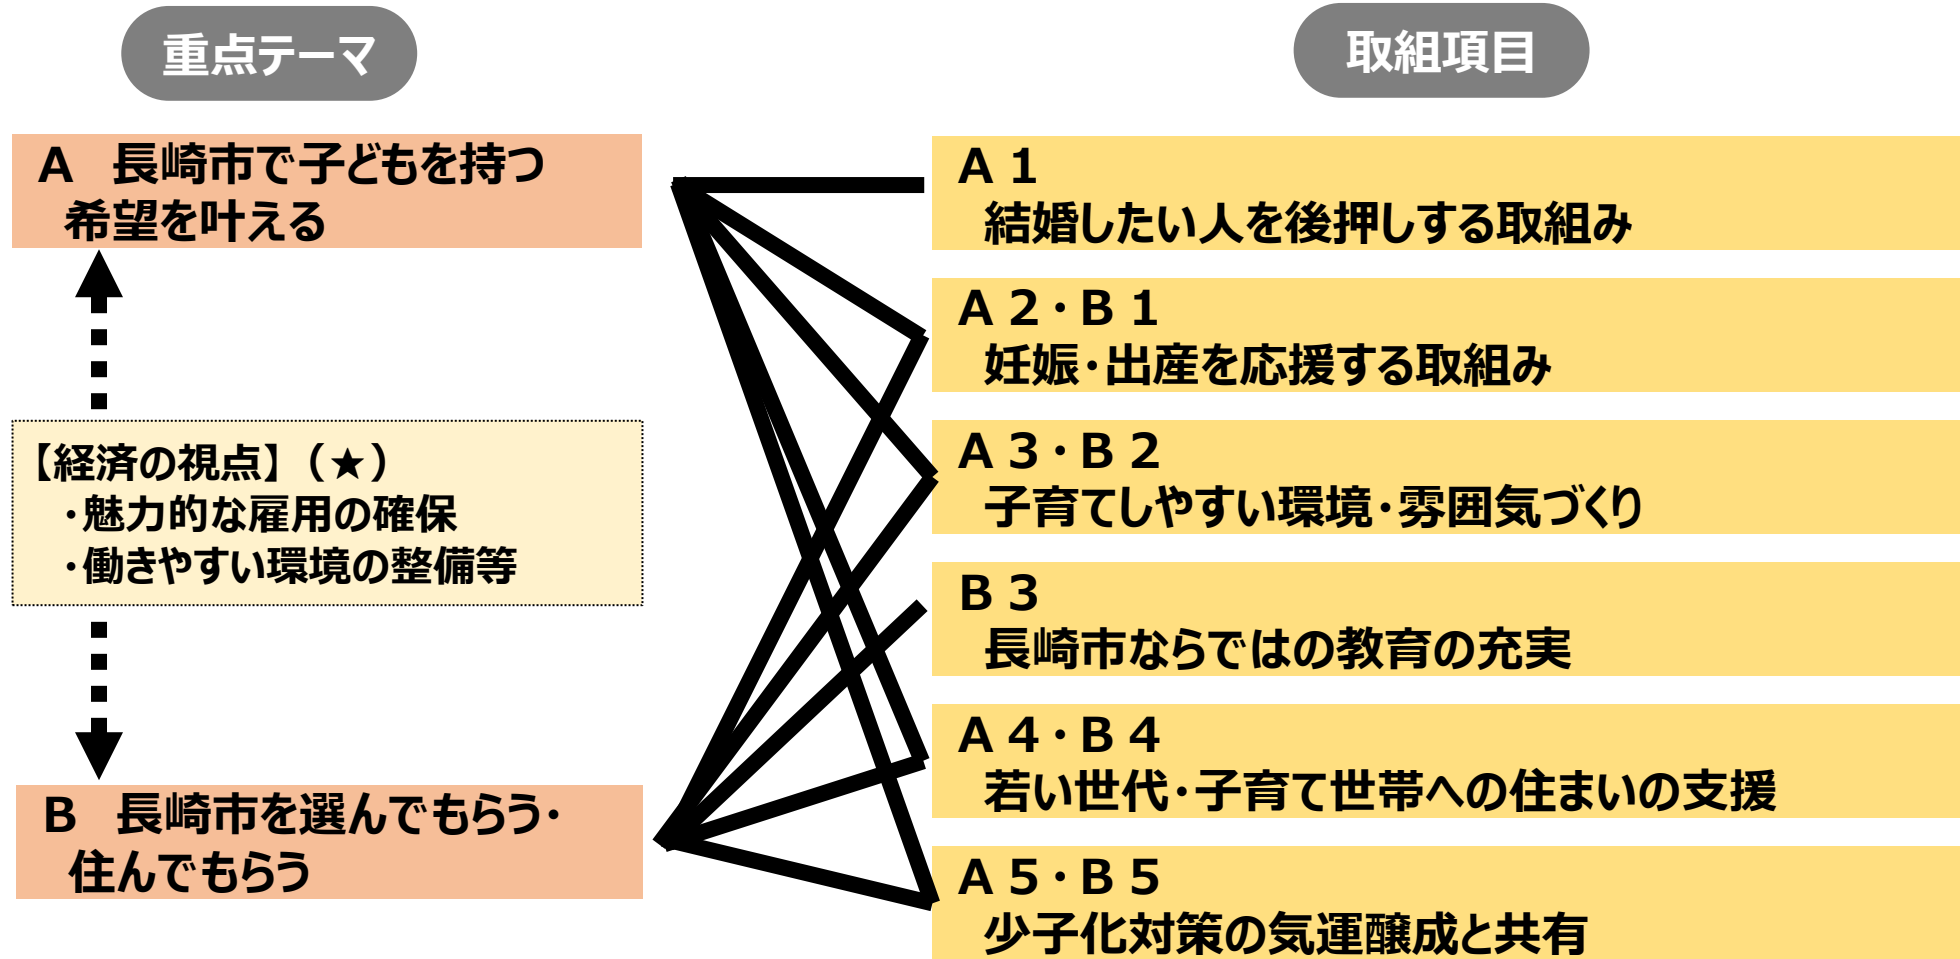 重点テーマ
取組項目
A 長崎市で子どもを持つ
希望を叶える
【経済の視点】（★）
・魅力的な雇用の確保
・働きやすい環境の整備等
B 長崎市を選んでもらう・
住んでもらう
A1
結婚したい人を後押しする取組み
A2・B1
妊娠・出産を応援する取組み
A3・B2
子育てしやすい環境・雰囲気づくり
B3
長崎市ならではの教育の充実
A4・B4
若い世代・子育て世帯への住まいの支援
A5・B5
少子化対策の気運醸成と共有